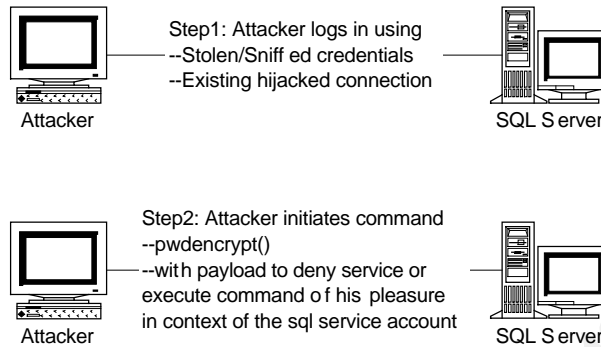 Step1: Attacker logs in using
--Stolen/Sniff ed credentials
--Existing hijacked connection
Attacker
SQL S erver
Step2: Attacker initiates command
--pwdencrypt()
--with payload to deny service or
execute command of his pleasure
in context of the sql service account
Attacker
SQL S erver